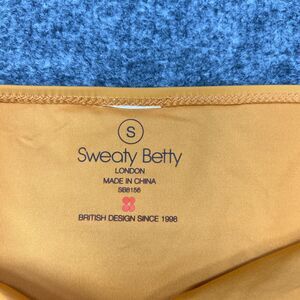 S
Sweaty Betty
LONDON
MADE IN CHINA
SB8156
BRITISH DESIGN SINCE 1998